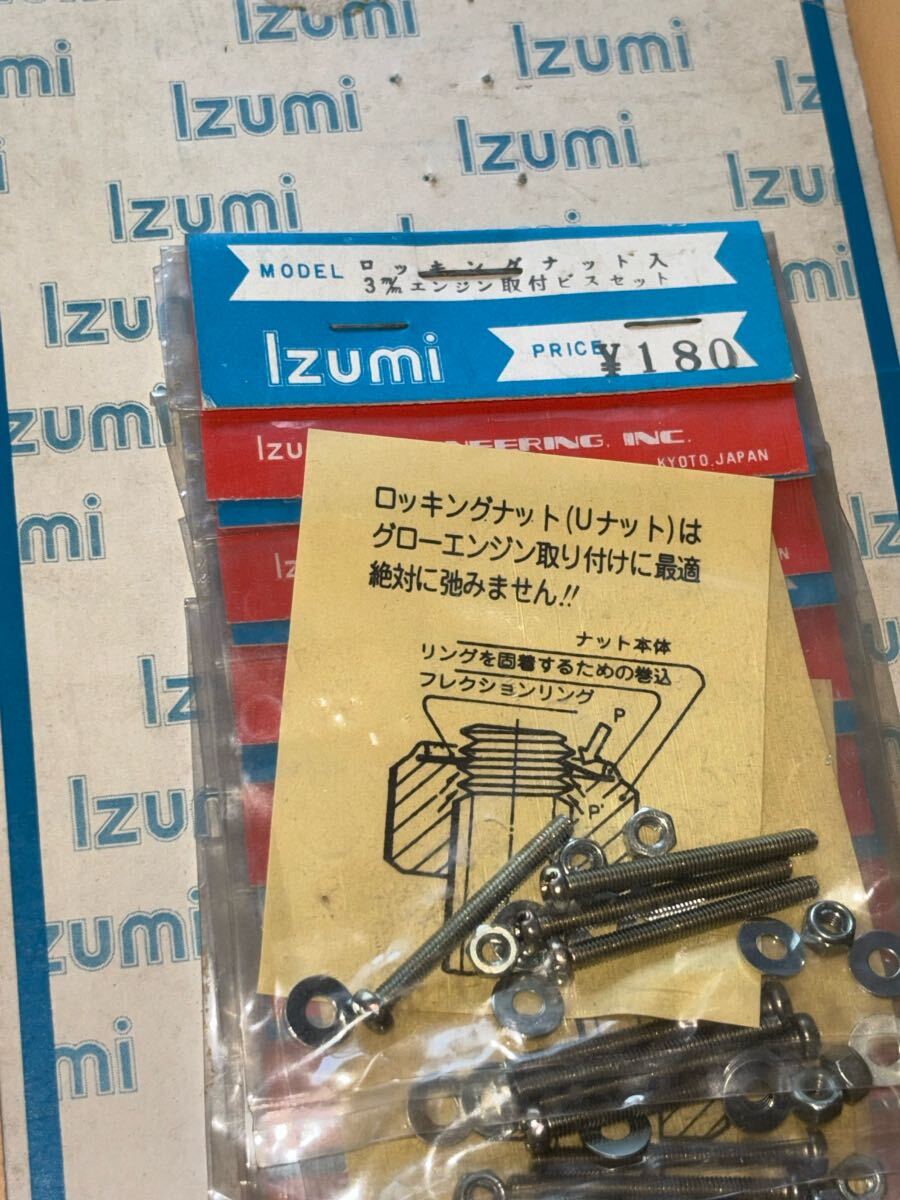 Izumi
Izumi
Izumi
Izumi
Izumi
Izumi
MODEL ロッキングナット入
3m/mエンジン取付ビスセット
Izumi
PRICE ¥180
KYOTO, JAPAN
ロッキングナット(Uナット)は
グローエンジン取り付けに最適
絶対に弛みません!!
ナット本体
リングを固着するための巻込
フレクションリング
P
P'
Izumi